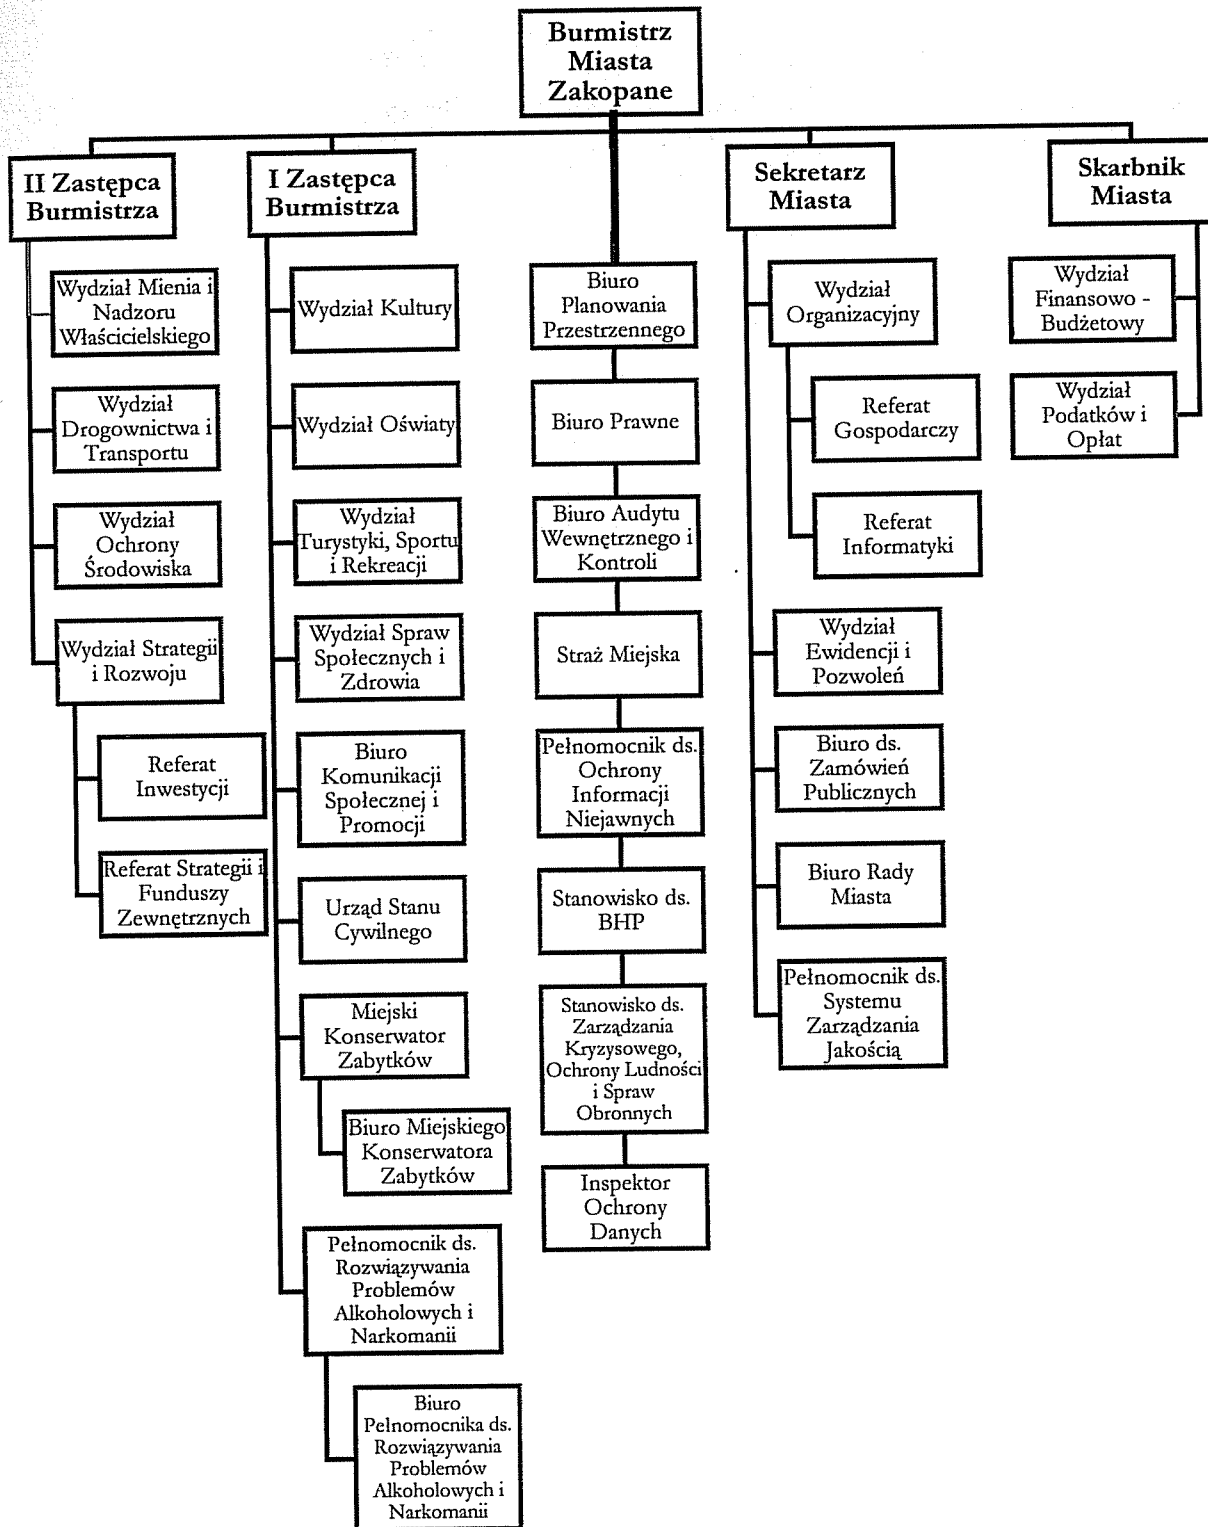 Burmistrz
Miasta
Zakopane
II Zastępca
Burmistrza
I Zastępca
Burmistrza
Sekretarz
Miasta
Skarbnik
Miasta
Wydział Mienia i
Nadzoru
Właścicielskiego
Wydział
Drogownictwa i
Transportu
Wydział
Ochrony
Środowiska
Wydział Strategii
i Rozwoju
Referat
Inwestycji
Referat Strategii i
Funduszy
Zewnętrznych
Wydział Kultury
Wydział Oświaty
Wydział
Turystyki, Sportu
i Rekreacji
Wydział Spraw
Społecznych i
Zdrowia
Biuro
Komunikacji
Społecznej i
Promocji
Urząd Stanu
Cywilnego
Miejski
Konserwator
Zabytków
Biuro Miejskiego
Konserwatora
Zabytków
Pełnomocnik ds.
Rozwiązywania
Problemów
Alkoholowych i
Narkomanii
Biuro
Pełnomocnika ds.
Rozwiązywania
Problemów
Alkoholowych i
Narkomanii
Biuro
Planowania
Przestrzennego
Biuro Prawne
Biuro Audytu
Wewnętrznego i
Kontroli
Straż Miejska
Pełnomocnik ds.
Ochrony
Informacji
Niejawnych
Stanowisko ds.
BHP
Stanowisko ds.
Zarządzania
Kryzysowego,
Ochrony Ludności
i Spraw
Obronnych
Inspektor
Ochrony
Danych
Wydział
Organizacyjny
Referat
Gospodarczy
Referat
Informatyki
Wydział
Ewidencji i
Pozwoleń
Biuro ds.
Zamówień
Publicznych
Biuro Rady
Miasta
Pełnomocnik ds.
Systemu
Zarządzania
Jakością
Wydział
Finansowo -
Budżetowy
Wydział
Podatków i
Opłat